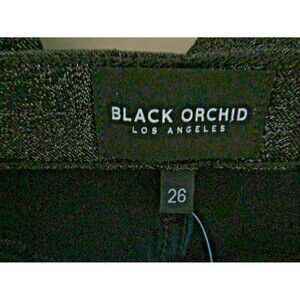 BLACK ORCHID
LOS ANGELES
26